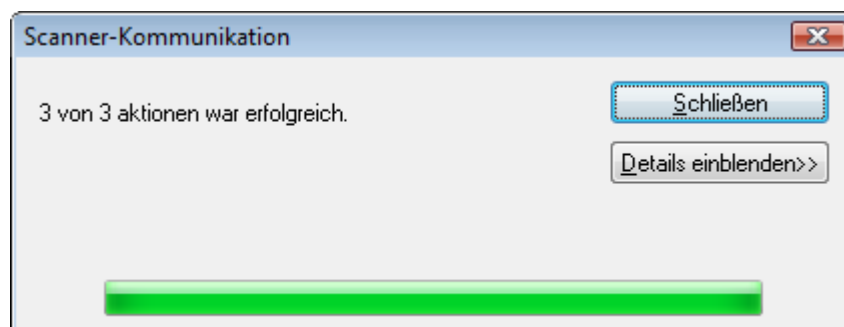 Scanner-Kommunikation
3 von 3 aktionen war erfolgreich.
Schließen
Details einblenden>>